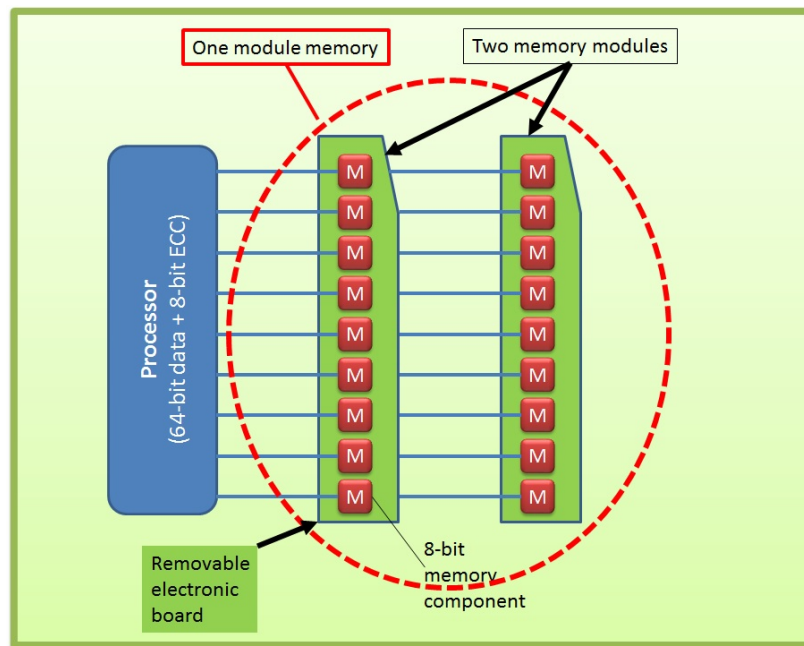 One module memory
Two memory modules
Processor
(64-bit data + 8-bit ECC)
M M
M M
M M
M M
M M
M M
M M
M M
M M
Removable
electronic
board
8-bit
memory
component